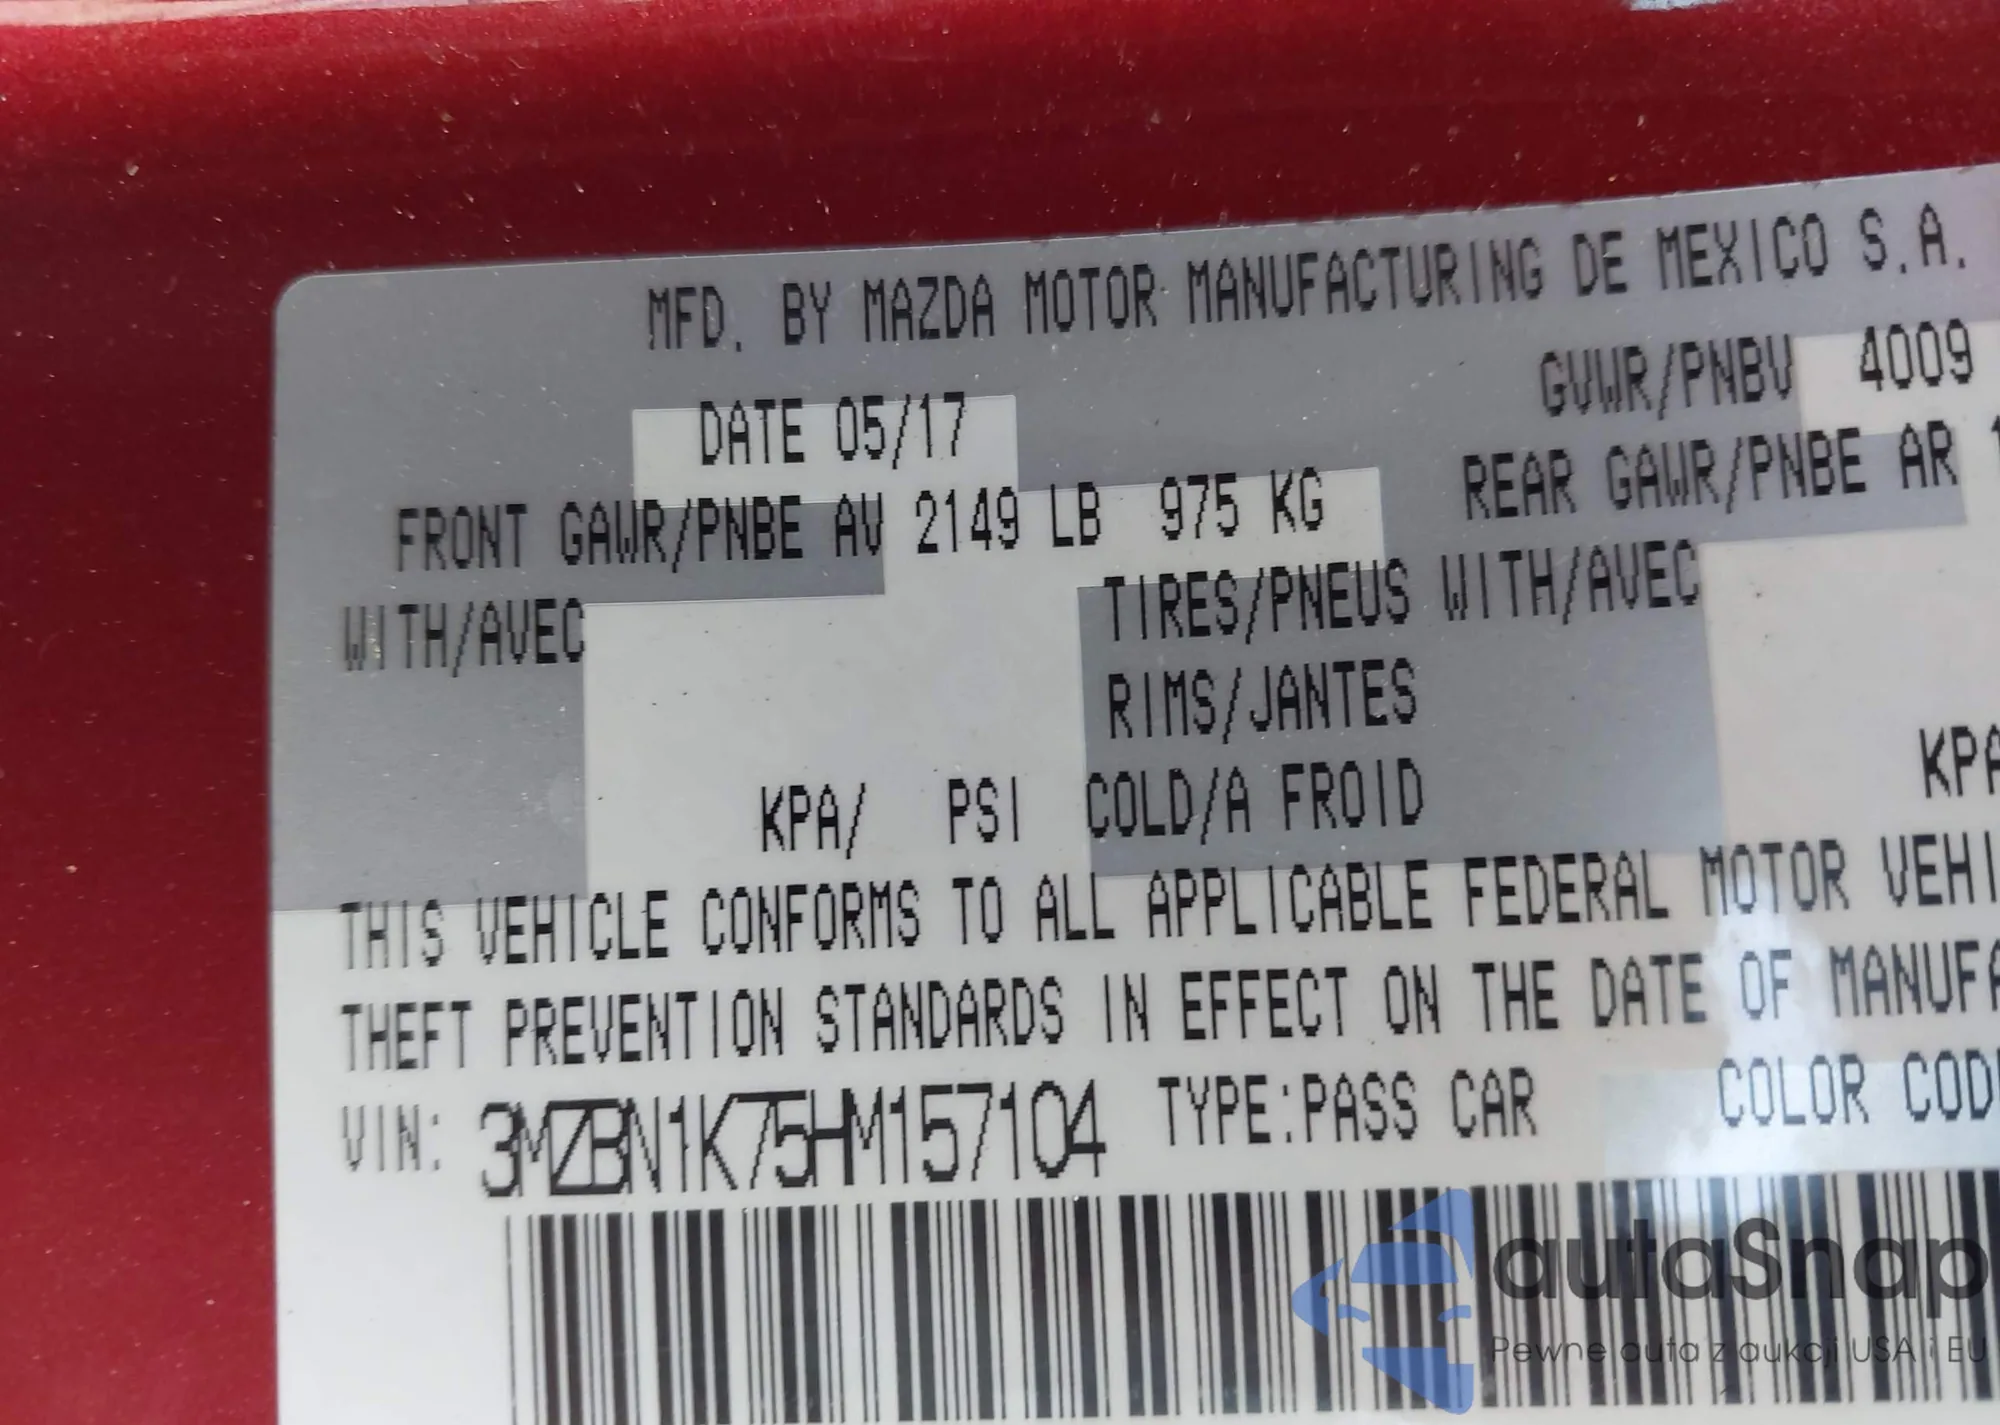 MFD. BY MAZDA MOTOR MANUFACTURING DE MEXICO S.A.
DATE 05/17 GVWR/PNBV 4009
FRONT GAWR/PNBE AV 2149 LB 975 KG REAR GAWR/PNBE AR 1
WITH/AVEC TIRES/PNEUS WITH/AVEC
RIMS/JANTES
KPA/ PSI COLD/A FROID KPA
THIS VEHICLE CONFORMS TO ALL APPLICABLE FEDERAL MOTOR VEHI
THEFT PREVENTION STANDARDS IN EFFECT ON THE DATE OF MANUFA
VIN: 3MZBN1K75HM157104 TYPE:PASS CAR COLOR COD
autaSnap
Pewne auta z aukcji USA i EU